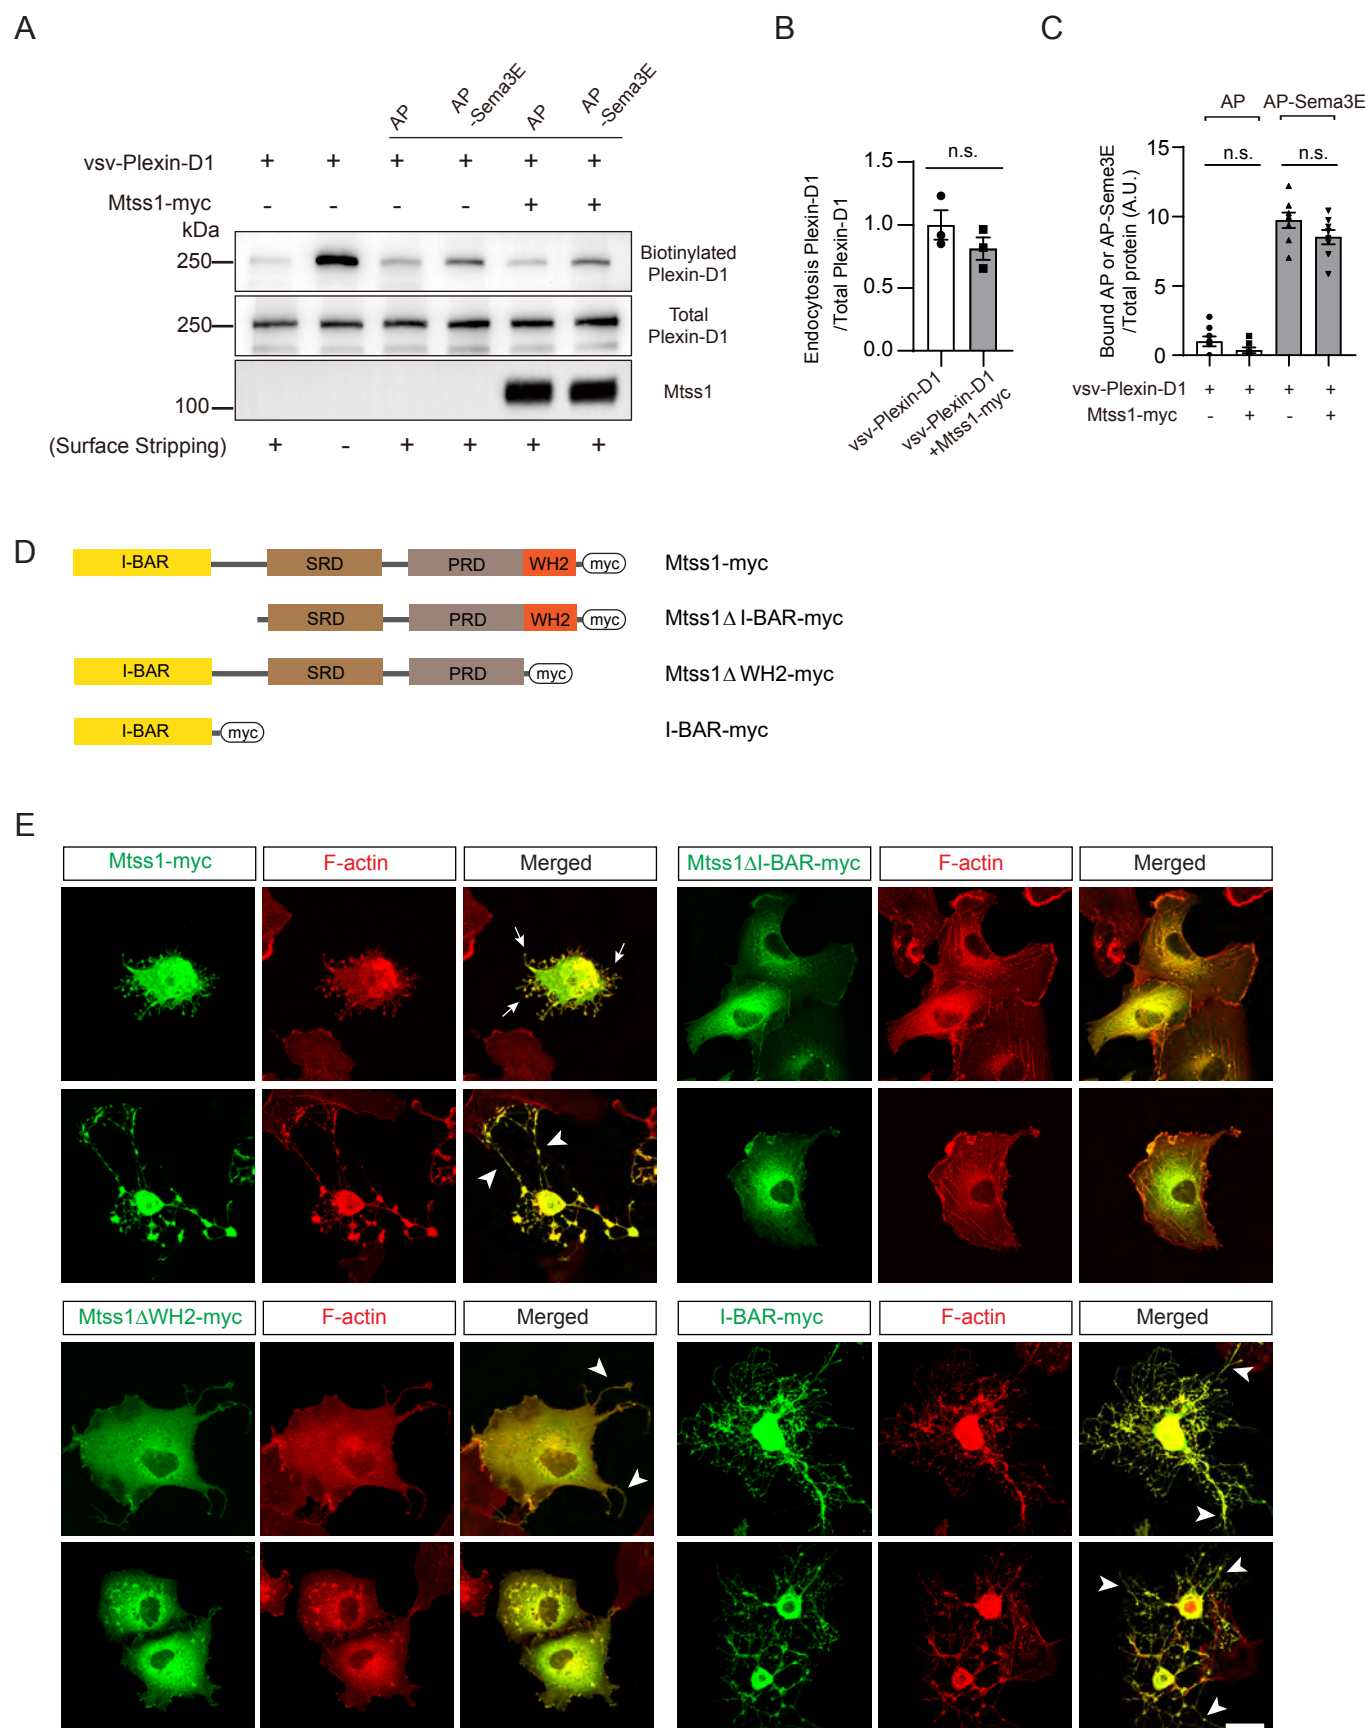 A
B
C
AP
AP
-Sema3E
AP
AP
-Sema3E
vsv-Plexin-D1
+ + + + + +
Mtss1-myc
- - - - + +
kDa
250
Biotinylated
Plexin-D1
250
Total
Plexin-D1
100
Mtss1
(Surface Stripping)
+ - + + + +
Endocytosis Plexin-D1
/Total Plexin-D1
1.5
1.0
0.5
0.0
n.s.
vsv-Plexin-D1
vsv-Plexin-D1
+Mtss1-myc
AP
AP-Sema3E
n.s.
n.s.
Bound AP or AP-Seme3E
/Total protein (A.U.)
15
10
5
0
vsv-Plexin-D1 + + + +
Mtss1-myc - + - +
D
I-BAR SRD PRD WH2 myc Mtss1-myc
SRD PRD WH2 myc Mtss1Δ I-BAR-myc
I-BAR SRD PRD myc Mtss1Δ WH2-myc
I-BAR myc I-BAR-myc
E
Mtss1-myc F-actin Merged Mtss1ΔI-BAR-myc F-actin Merged
Mtss1ΔWH2-myc F-actin Merged I-BAR-myc F-actin Merged